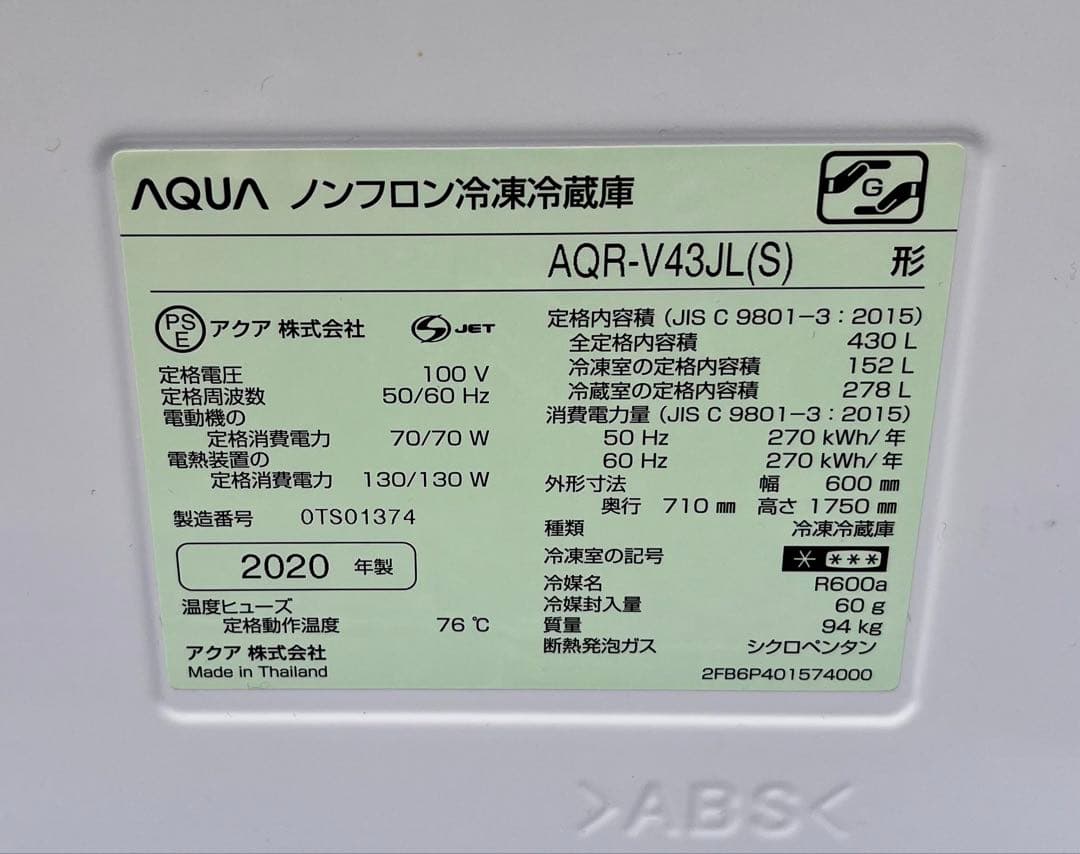 AQUA ノンフロン冷凍冷蔵庫
G
AQR-V43JL(S) 形
PS
E
アクア 株式会社
S JET
定格電圧 100 V
定格周波数 50/60 Hz
電動機の
定格消費電力 70/70 W
電熱装置の
定格消費電力 130/130 W
製造番号 0TS01374
2020 年製
温度ヒューズ
定格動作温度 76 ℃
アクア 株式会社
Made in Thailand
定格内容積 (JIS C 9801-3:2015)
全定格内容積 430 L
冷凍室の定格内容積 152 L
冷蔵室の定格内容積 278 L
消費電力量 (JIS C 9801-3:2015)
50 Hz 270 kWh/年
60 Hz 270 kWh/年
外形寸法 幅 600 ㎜
奥行 710 ㎜ 高さ 1750 ㎜
種類 冷凍冷蔵庫
冷凍室の記号 * ***
冷媒名 R600a
冷媒封入量 60 g
質量 94 kg
断熱発泡ガス シクロペンタン
2FB6P401574000
>ABS<